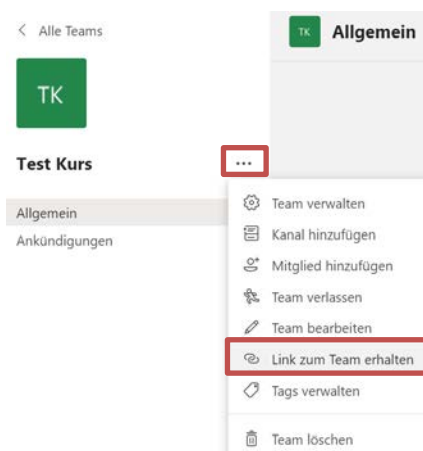 Alle Teams
TK
Test Kurs
...
Allgemein
Ankündigungen
TK Allgemein
Team verwalten
Kanal hinzufügen
Mitglied hinzufügen
Team verlassen
Team bearbeiten
Link zum Team erhalten
Tags verwalten
Team löschen